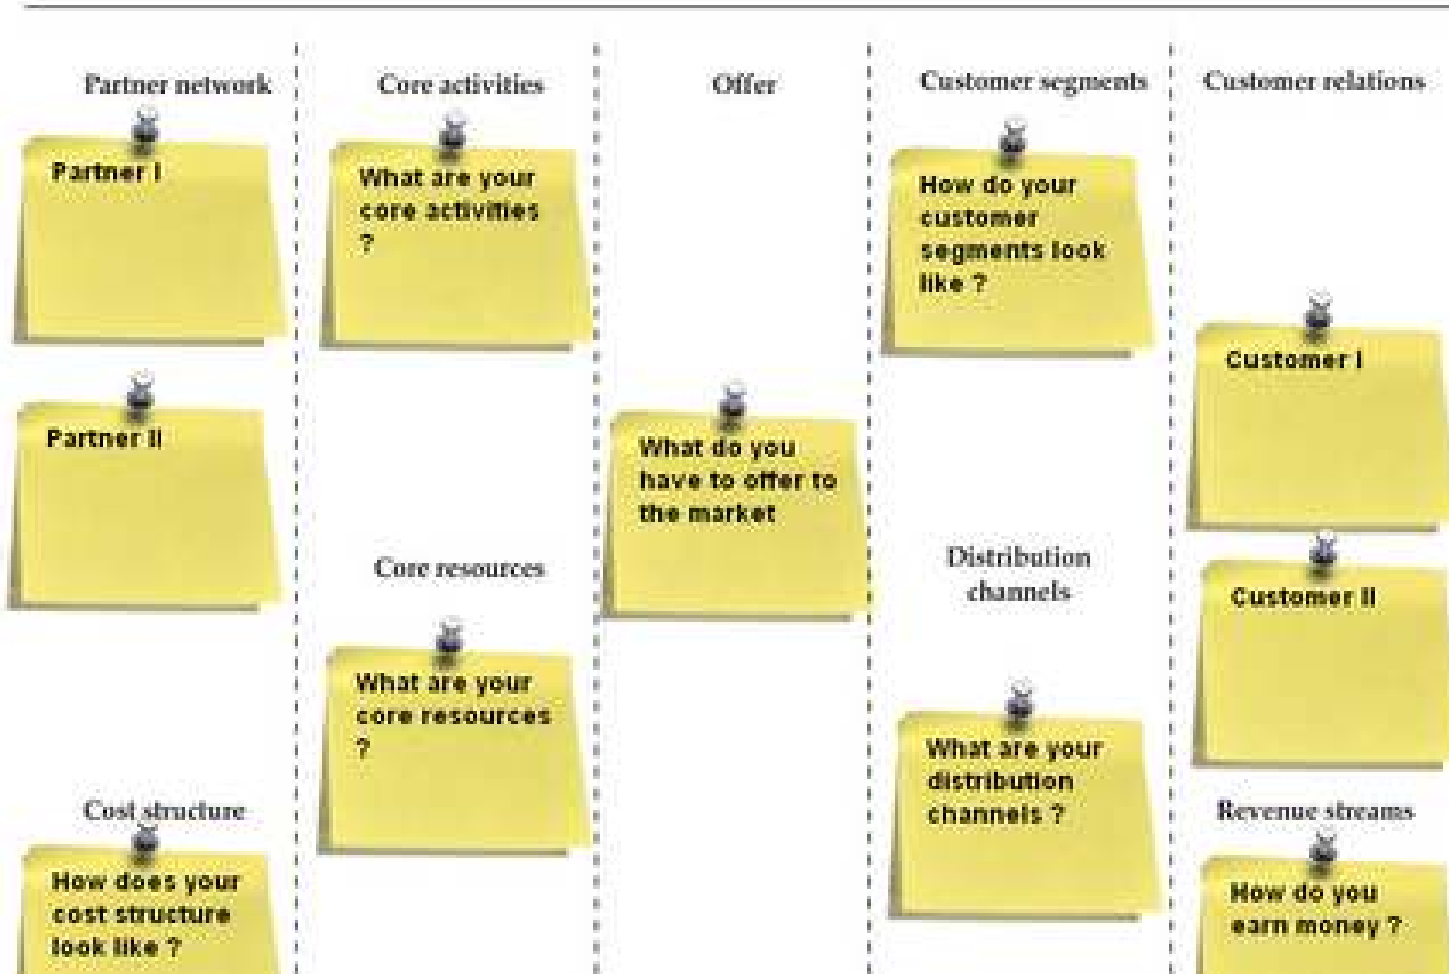 Partner network
Partner I
Partner II
Cost structure
How does your
cost structure
look like ?
Core activities
What are your
core activities
?
Core resources
What are your
core resources
?
Offer
What do you
have to offer to
the market
Customer segments
How do your
customer
segments look
like ?
Distribution
channels
What are your
distribution
channels ?
Customer relations
Customer I
Customer II
Revenue streams
How do you
earn money ?